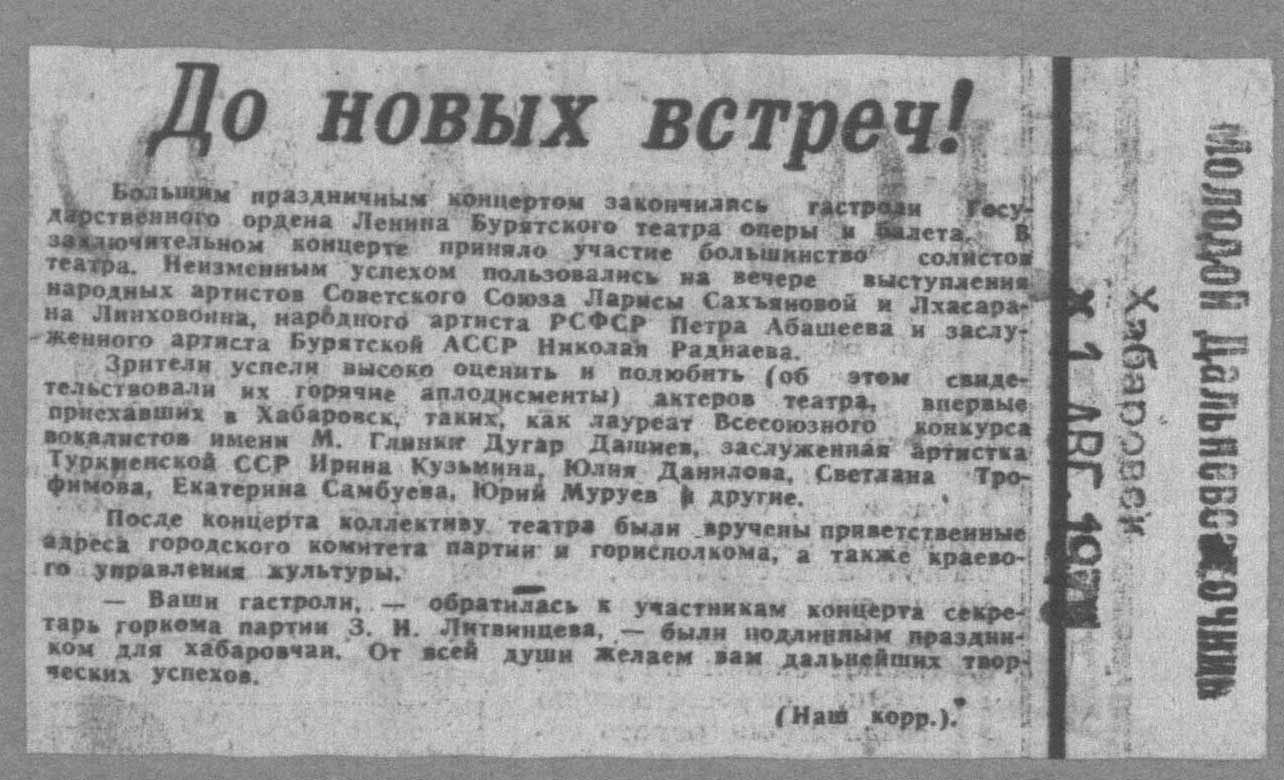 До новых встреч!
Большим праздничным концертом закончились гастроли Госу-
дарственного ордена Ленина Бурятского театра оперы и балета. В
заключительном концерте приняло участие большинство солистов
театра. Неизменным успехом пользовались на вечере выступления
народных артистов Советского Союза Ларисы Сахъяновой и Лхасара-
на Линховоина, народного артиста РСФСР Петра Абашеева и заслу-
женного артиста Бурятской АССР Николая Раднаева.
Зрители успели высоко оценить и полюбить (об этом свиде-
тельствовали их горячие аплодисменты) актеров театра, впервые
приехавших в Хабаровск, таких, как лауреат Всесоюзного конкурса
вокалистов имени М. Глинки Дугар Дашиев, заслуженная артистка
Туркменской ССР Ирина Кузьмина, Юлия Данилова, Светлана Тро-
фимова, Екатерина Самбуева, Юрий Муруев и другие.
После концерта коллективу театра были вручены приветственные
адреса городского комитета партии и горисполкома, а также краево-
го управления культуры.
— Ваши гастроли, — обратилась к участникам концерта секре-
тарь горкома партии З. И. Литвинцева, — были подлинным праздни-
ком для хабаровчан. От всей души желаем вам дальнейших твор-
ческих успехов.
(Наш корр.).
Молодой Дальневосточник
Хабаровск
1 АВГ.